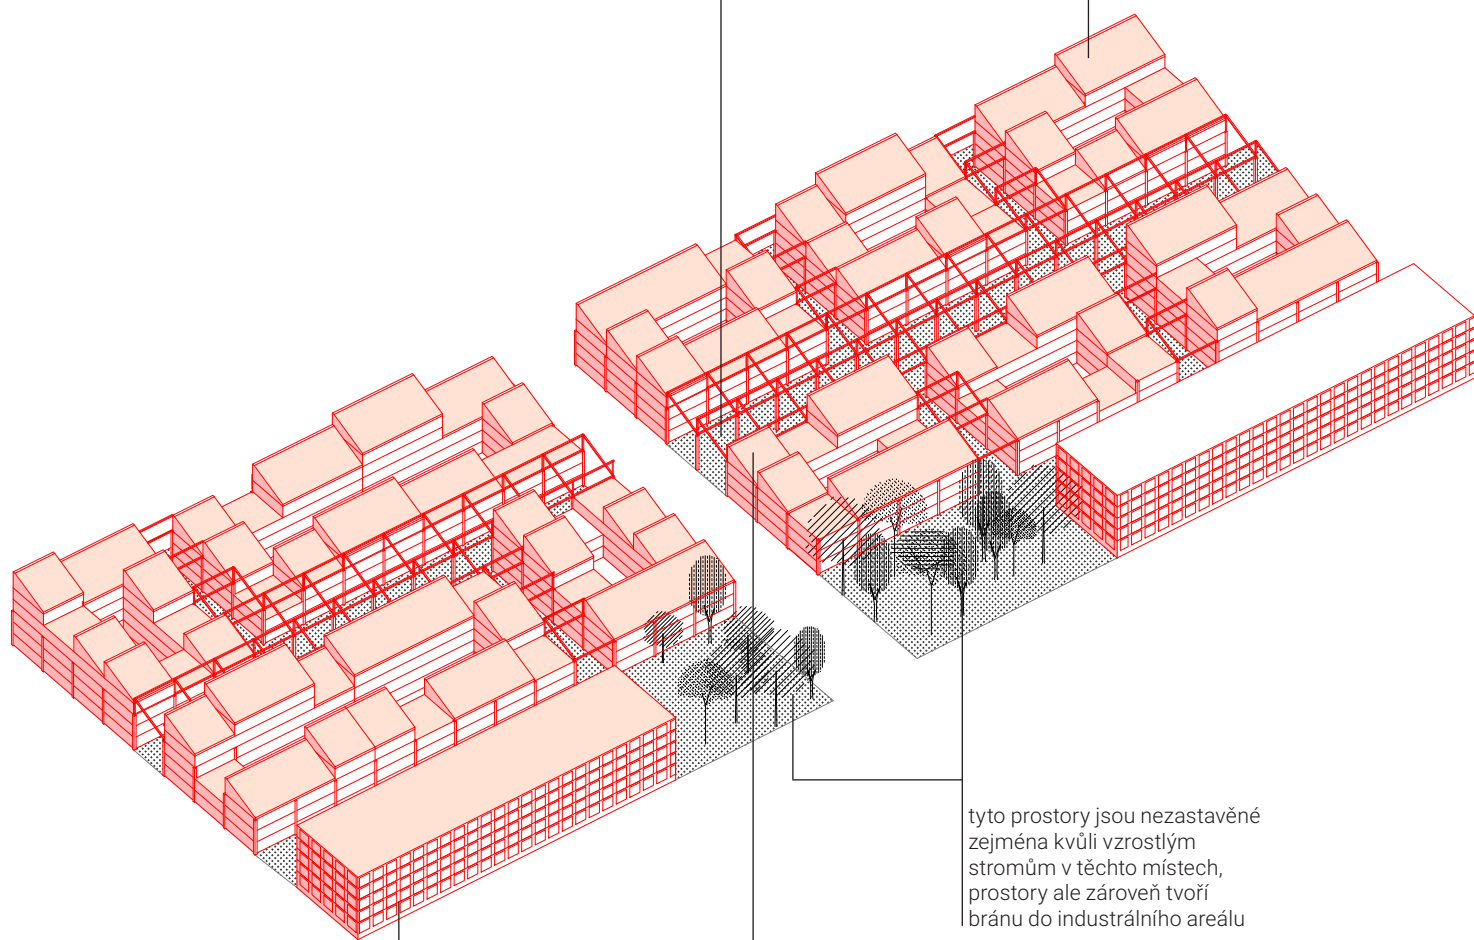 tyto prostory jsou nezastavěné
zejména kvůli vzrostlým
stromům v těchto místech,
prostory ale zároveň tvoří
bránu do industrálního areálu